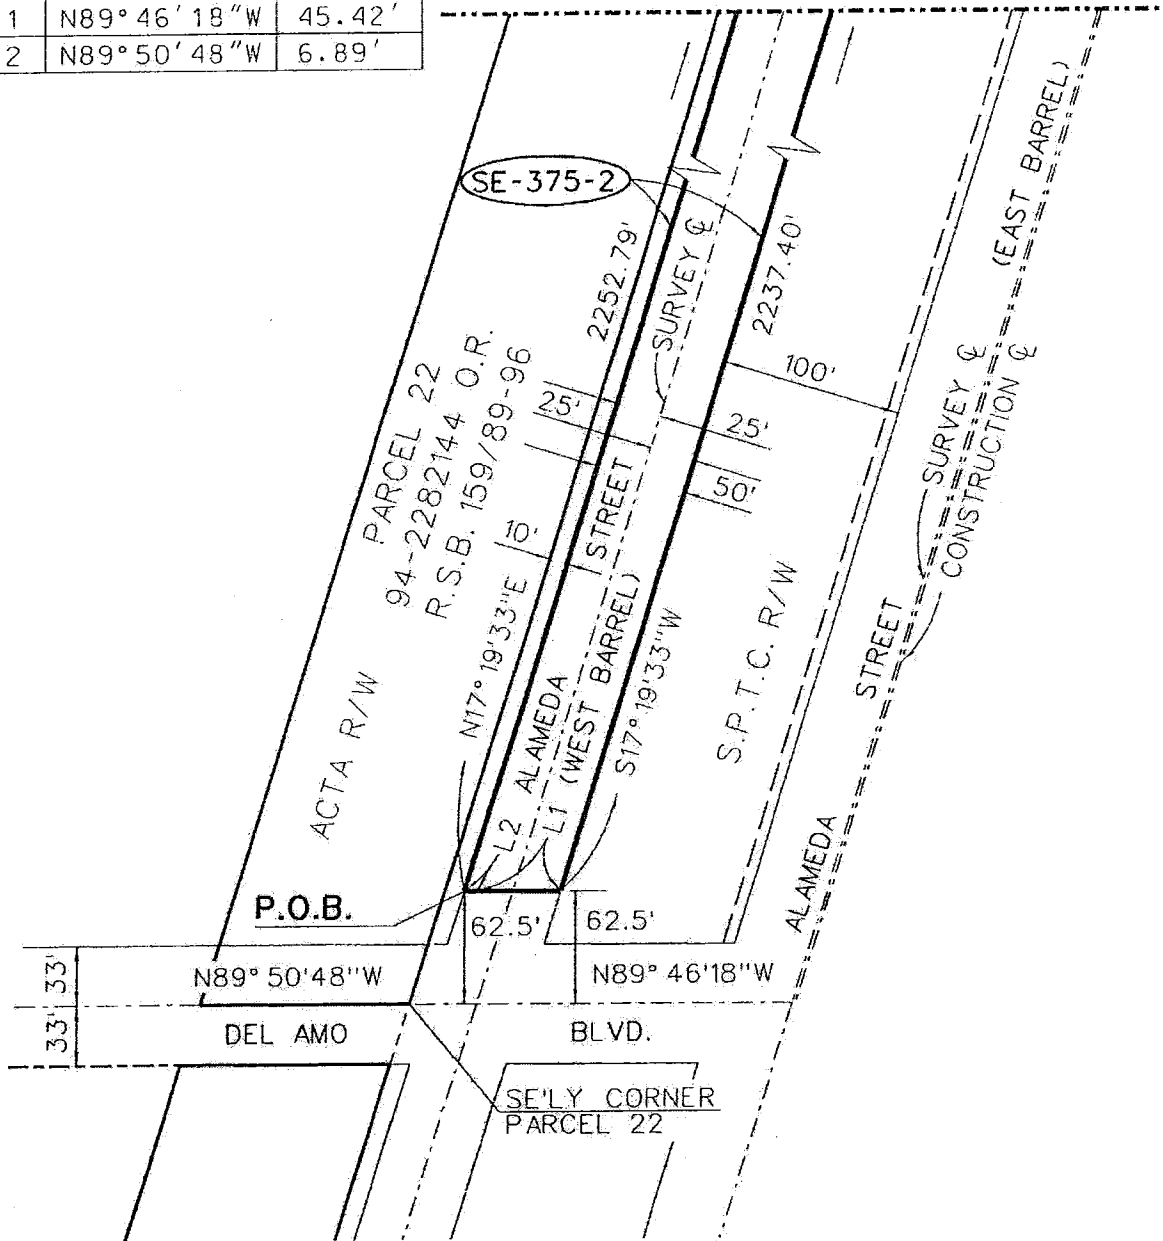 1 N89°46'18"W 45.42'
2 N89°50'48"W 6.89'
SE-375-2
(EAST BARREL)
2252.79'
SURVEY ℄
2237.40'
100'
PARCEL 22
94-2282144 O.R.
R.S.B. 159/89-96
25'
25'
50'
10'
STREET
SURVEY ℄
CONSTRUCTION ℄
N17°19'33"E
ALAMEDA
(WEST BARREL)
S17°19'33"W
S.P.T.C. R/W
STREET
ACTA R/W
L2
L1
ALAMEDA
P.O.B.
62.5'
62.5'
33'
N89°50'48"W
N89°46'18"W
33'
DEL AMO
BLVD.
SE'LY CORNER
PARCEL 22